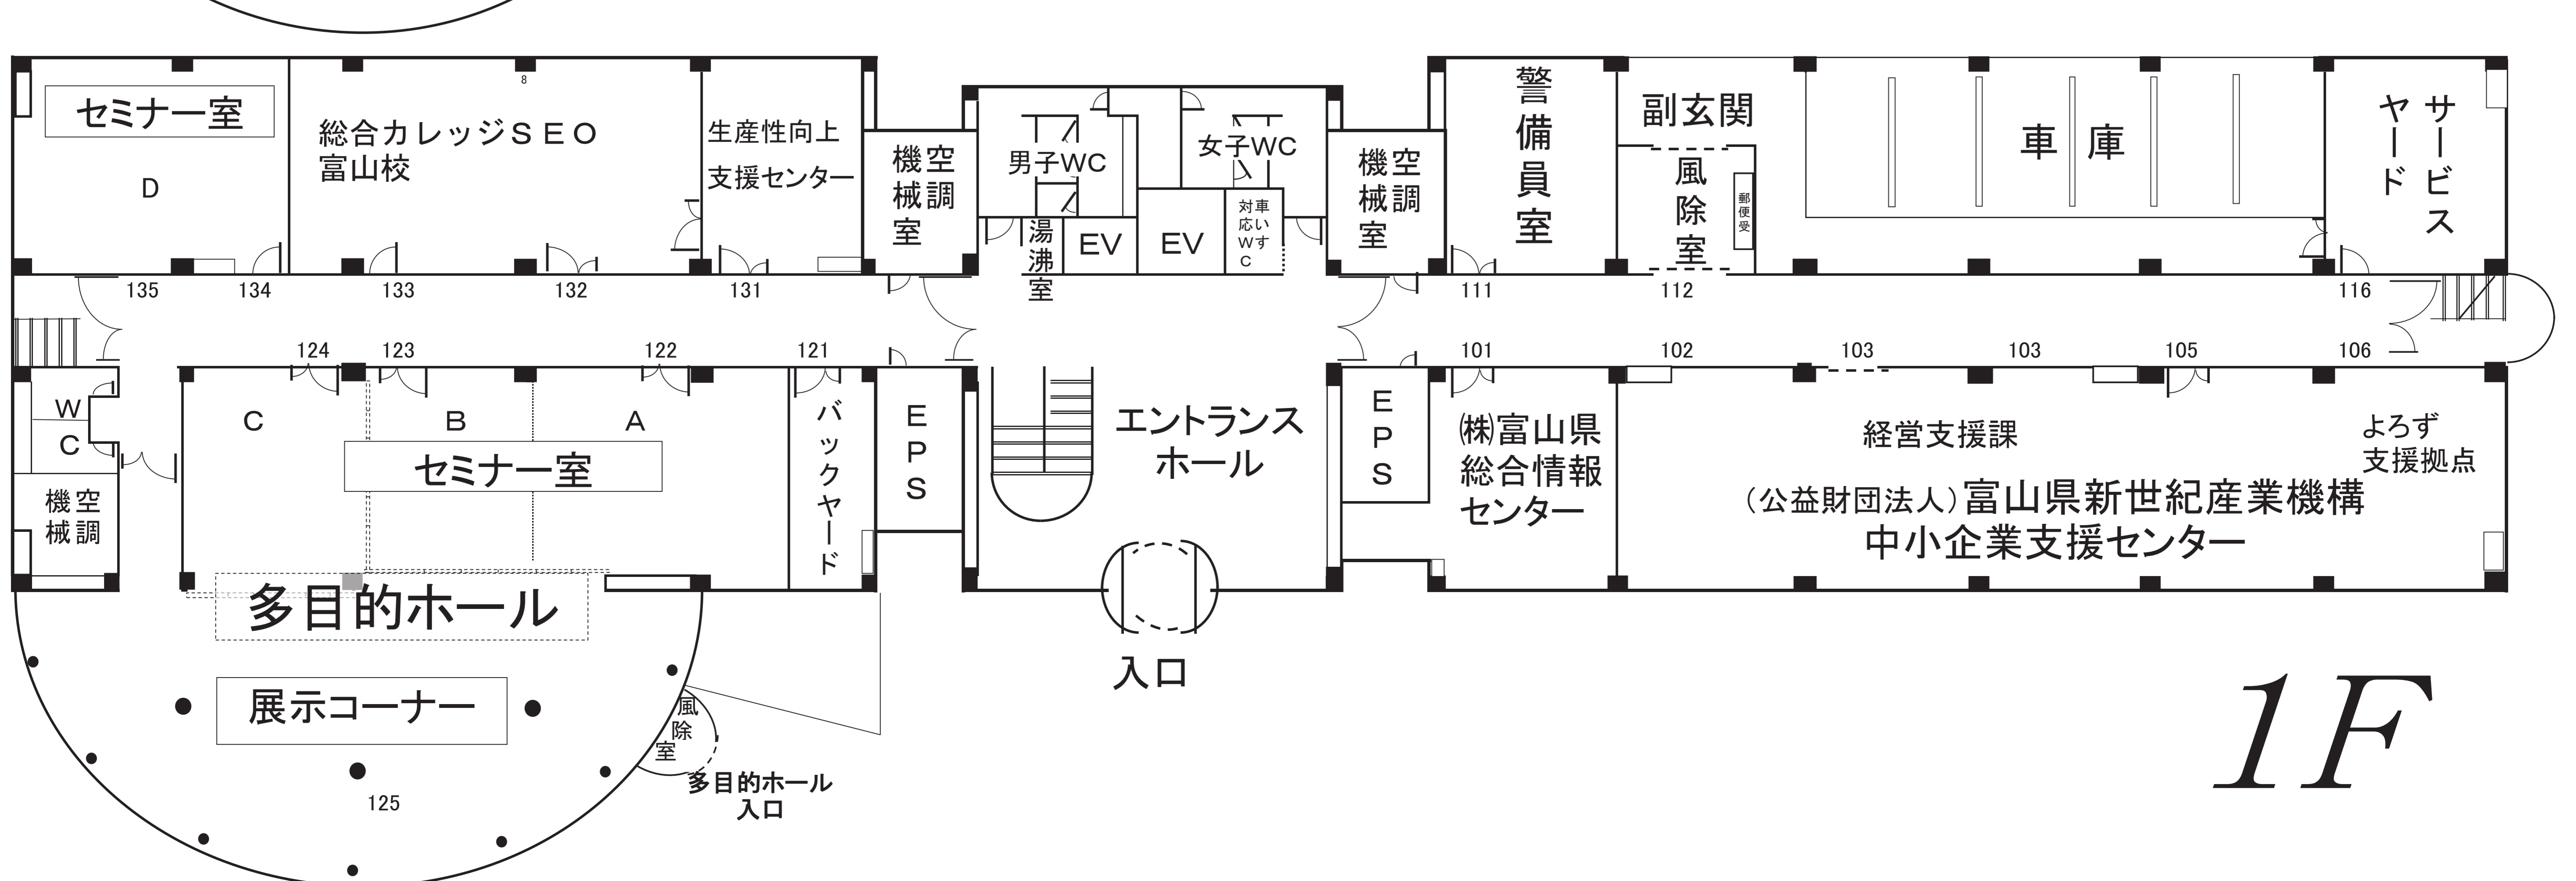 セミナー室
D
8
総合カレッジＳＥＯ
富山校
生産性向上
支援センター
空調
機械室
男子WC
湯沸室
EV
EV
女子WC
車いす
対応WC
空調
機械室
警備員室
副玄関
風除室
郵便受
車庫
サービス
ヤード
135
134
133
132
131
111
112
116
124
123
122
121
101
102
103
103
105
106
WC
空調
機械
C
B
A
セミナー室
バックヤード
EPS
エントランス
ホール
EPS
㈱富山県
総合情報
センター
経営支援課
よろず
支援拠点
（公益財団法人）富山県新世紀産業機構
中小企業支援センター
多目的ホール
展示コーナー
風除室
多目的ホール
入口
125
入口
1F